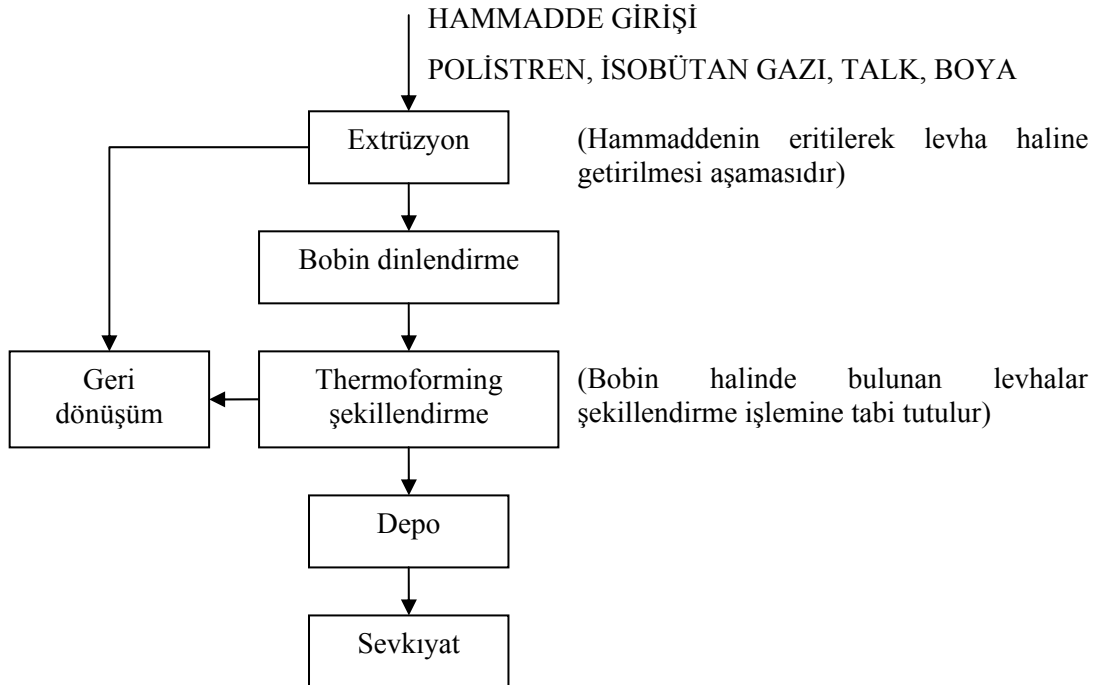 HAMMADDE GİRİŞİ
POLİSTREN, İSOBÜTAN GAZI, TALK, BOYA
Extrüzyon
(Hammaddenin eritilerek levha haline
getirilmesi aşamasıdır)
Bobin dinlendirme
Geri
dönüşüm
Thermoforming
şekillendirme
(Bobin halinde bulunan levhalar
şekillendirme işlemine tabi tutulur)
Depo
Sevkıyat